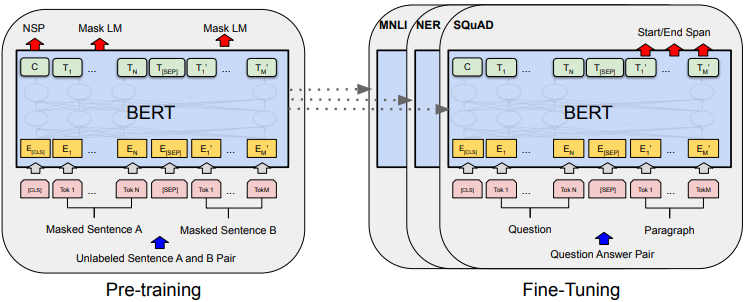 NSP Mask LM Mask LM
C T1 ... TN T[SEP] T1' ... TM'
BERT
E[CLS] E1 ... EN E[SEP] E1' ... EM'
[CLS] Tok 1 ... Tok N [SEP] Tok 1 ... TokM
Masked Sentence A Masked Sentence B
Unlabeled Sentence A and B Pair
Pre-training
MNLI NER SQuAD
Start/End Span
C T1 ... TN T[SEP] T1' ... TM'
BERT
E[CLS] E1 ... EN E[SEP] E1' ... EM'
[CLS] Tok 1 ... Tok N [SEP] Tok 1 ... TokM
Question Paragraph
Question Answer Pair
Fine-Tuning